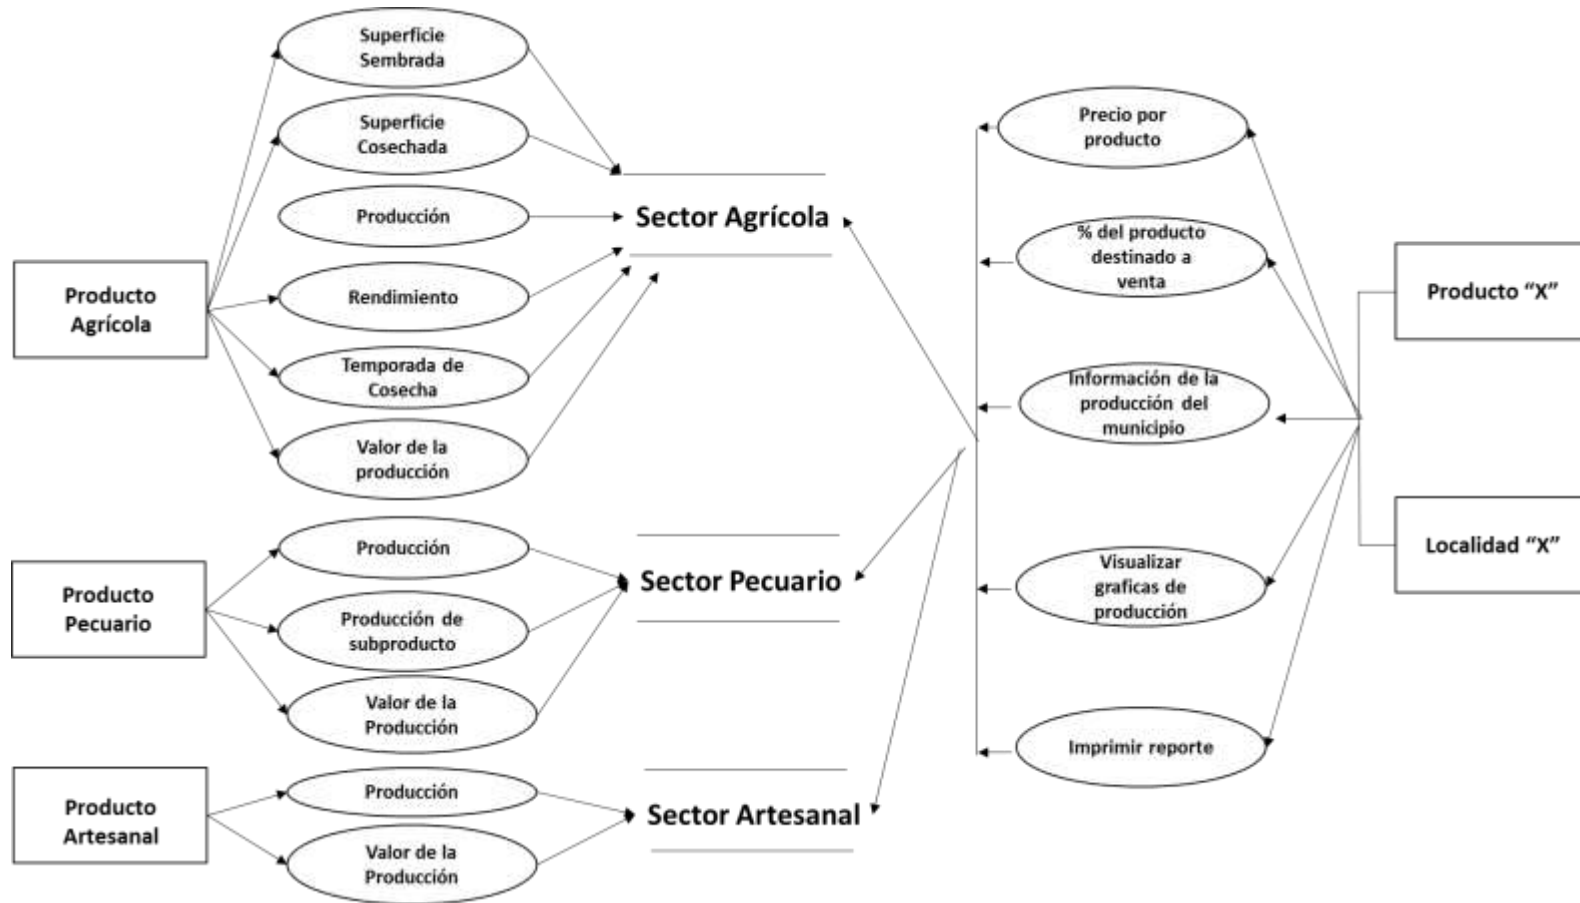 Superficie
Sembrada
Superficie
Cosechada
Producción
Rendimiento
Temporada de
Cosecha
Valor de la
producción
Producto
Agrícola
Sector Agrícola
Producción
Producción de
subproducto
Valor de la
Producción
Producto
Pecuario
Sector Pecuario
Producción
Valor de la
Producción
Producto
Artesanal
Sector Artesanal
Precio por
producto
% del producto
destinado a
venta
Información de la
producción del
municipio
Visualizar
graficas de
producción
Imprimir reporte
Producto “X”
Localidad “X”